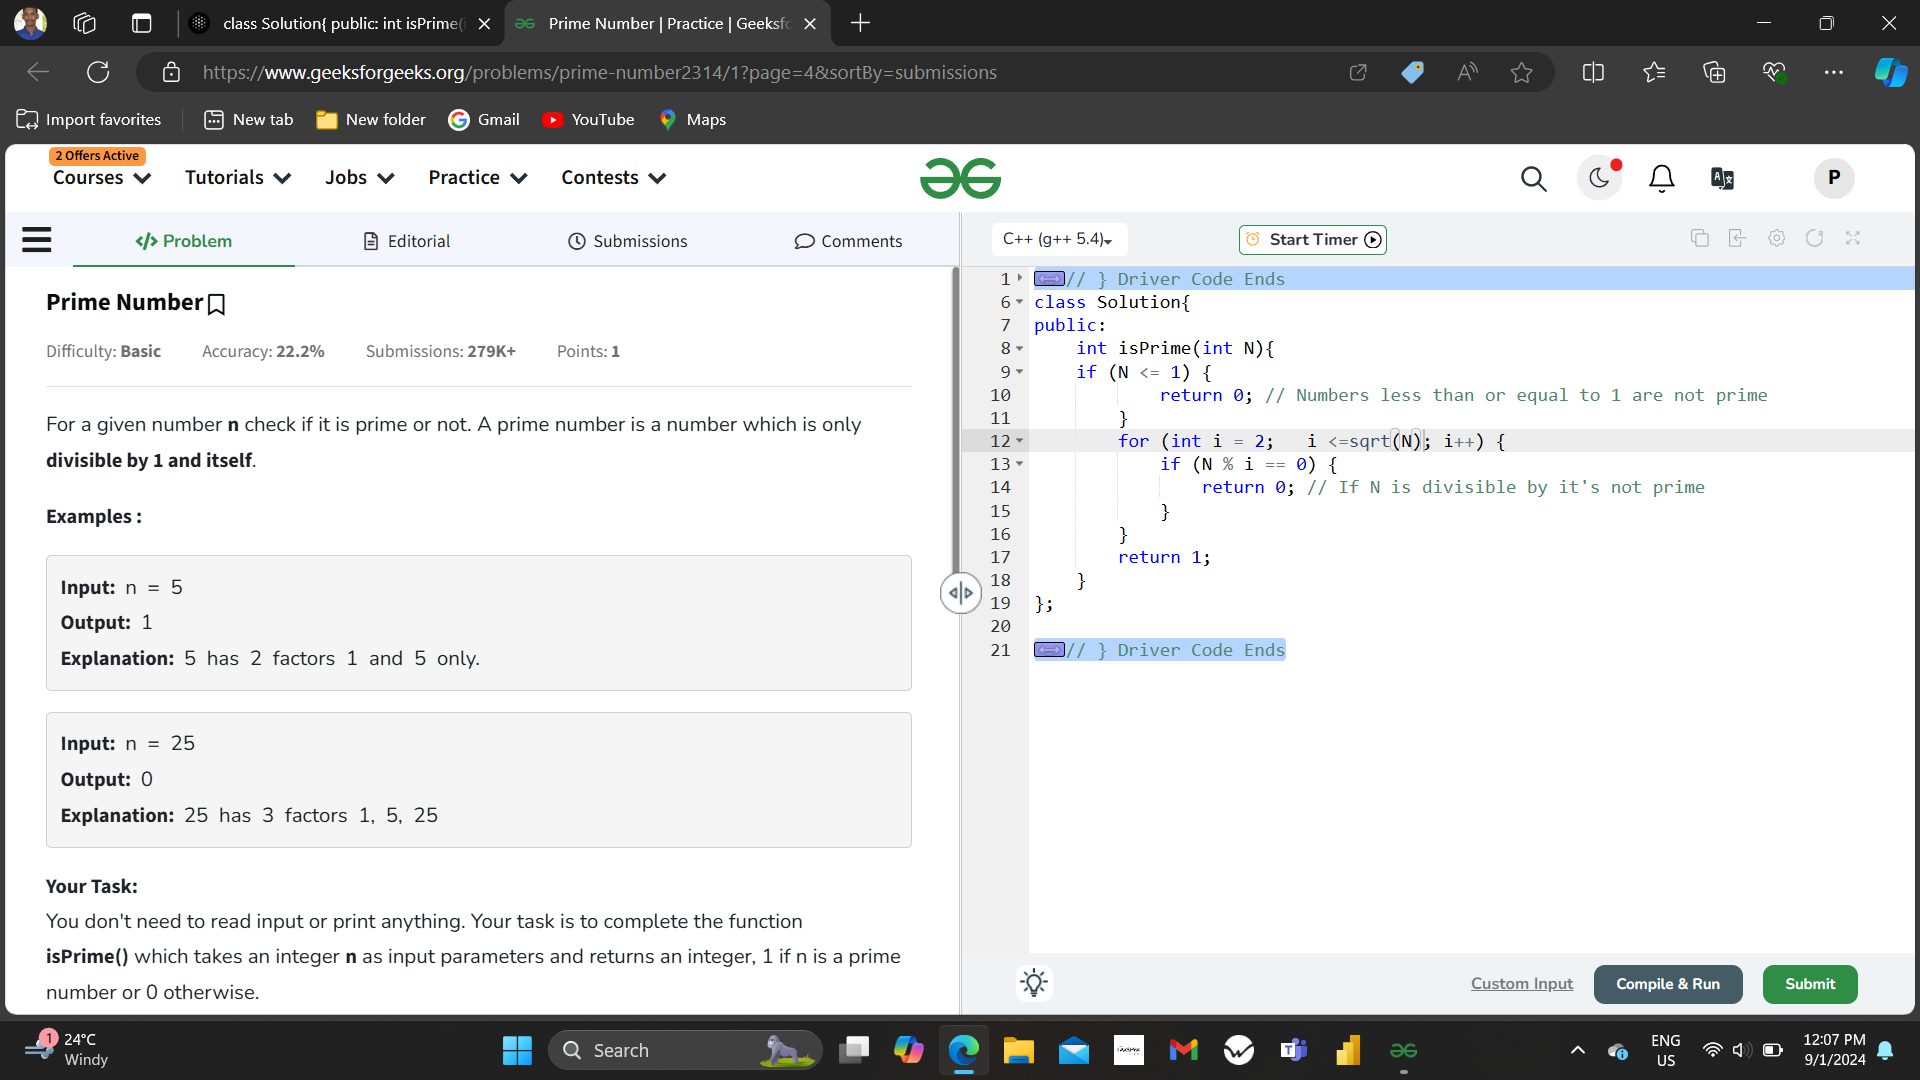 class Solution{ public: int isPrime(i
Prime Number | Practice | Geeksfo
https://www.geeksforgeeks.org/problems/prime-number2314/1?page=4&sortBy=submissions
Import favorites
New tab
New folder
Gmail
YouTube
Maps
2 Offers Active
Courses
Tutorials
Jobs
Practice
Contests
P
</> Problem
Editorial
Submissions
Comments
C++ (g++ 5.4)
Start Timer
Prime Number
Difficulty: Basic
Accuracy: 22.2%
Submissions: 279K+
Points: 1
For a given number n check if it is prime or not. A prime number is a number which is only
divisible by 1 and itself.
Examples :
Input: n = 5
Output: 1
Explanation: 5 has 2 factors 1 and 5 only.
Input: n = 25
Output: 0
Explanation: 25 has 3 factors 1, 5, 25
Your Task:
You don't need to read input or print anything. Your task is to complete the function
isPrime() which takes an integer n as input parameters and returns an integer, 1 if n is a prime
number or 0 otherwise.
1 // } Driver Code Ends
6 class Solution{
7 public:
8 int isPrime(int N){
9 if (N <= 1) {
10 return 0; // Numbers less than or equal to 1 are not prime
11 }
12 for (int i = 2;   i <=sqrt(N); i++) {
13 if (N % i == 0) {
14 return 0; // If N is divisible by it's not prime
15 }
16 }
17 return 1;
18 }
19 };
20
21 // } Driver Code Ends
Custom Input
Compile & Run
Submit
1
24°C
Windy
Search
ENG
US
12:07 PM
9/1/2024